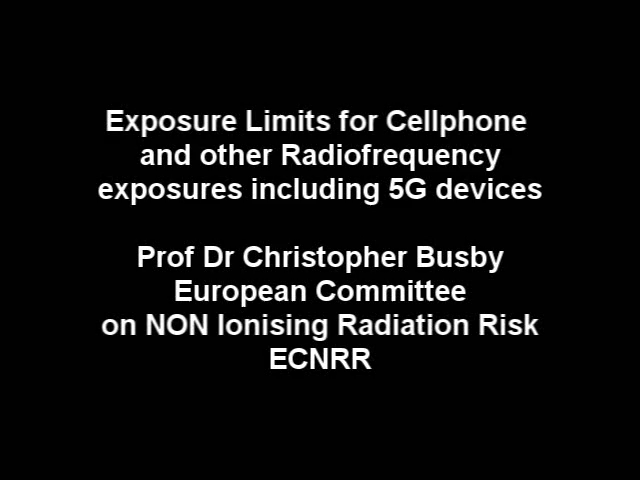 Exposure Limits for Cellphone
and other Radiofrequency
exposures including 5G devices
Prof Dr Christopher Busby
European Committee
on NON Ionising Radiation Risk
ECNRR